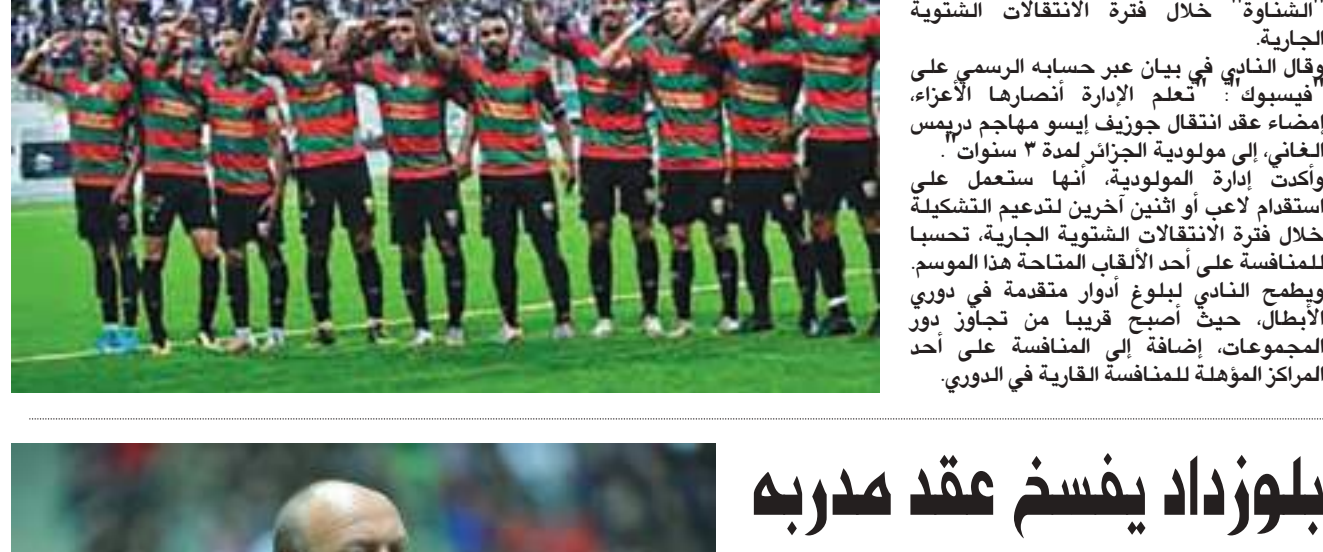 "الشناوة" خلال فترة الانتقالات الشتوية
الجارية.
وقال النادي في بيان عبر حسابه الرسمي على
"فيسبوك": "تعلم الإدارة أنصارها الأعزاء،
إمضاء عقد انتقال جوزيف إيسو مهاجم دريمس
الغاني، إلى مولودية الجزائر لمدة ٣ سنوات".
وأكدت إدارة المولودية، أنها ستعمل على
استقدام لاعب أو اثنين آخرين لتدعيم التشكيلة
خلال فترة الانتقالات الشتوية الجارية، تحسبا
للمنافسة على أحد الألقاب المتاحة هذا الموسم.
ويطمح النادي لبلوغ أدوار متقدمة في دوري
الأبطال، حيث أصبح قريبا من تجاوز دور
المجموعات، إضافة إلى المنافسة على أحد
المراكز المؤهلة للمنافسة القارية في الدوري.
بلوزداد يفسخ عقد مدربه